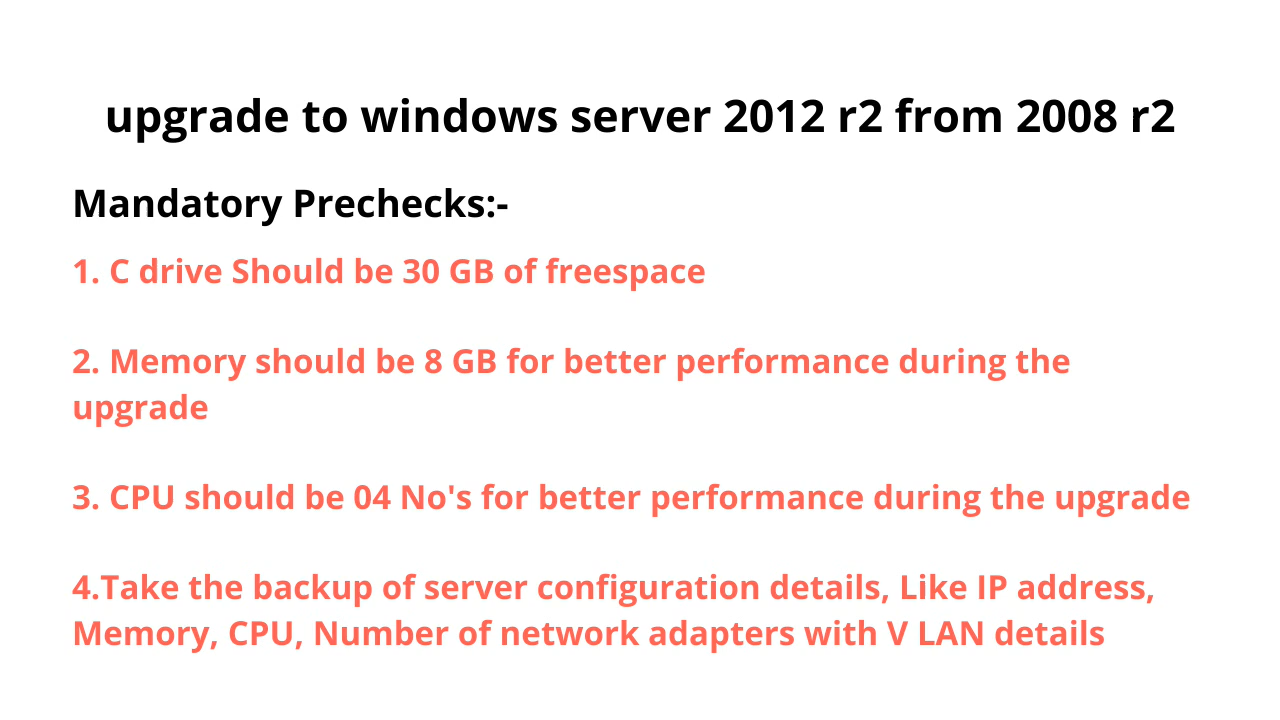 upgrade to windows server 2012 r2 from 2008 r2
Mandatory Prechecks:-
1. C drive Should be 30 GB of freespace
2. Memory should be 8 GB for better performance during the
upgrade
3. CPU should be 04 No's for better performance during the upgrade
4.Take the backup of server configuration details, Like IP address,
Memory, CPU, Number of network adapters with V LAN details